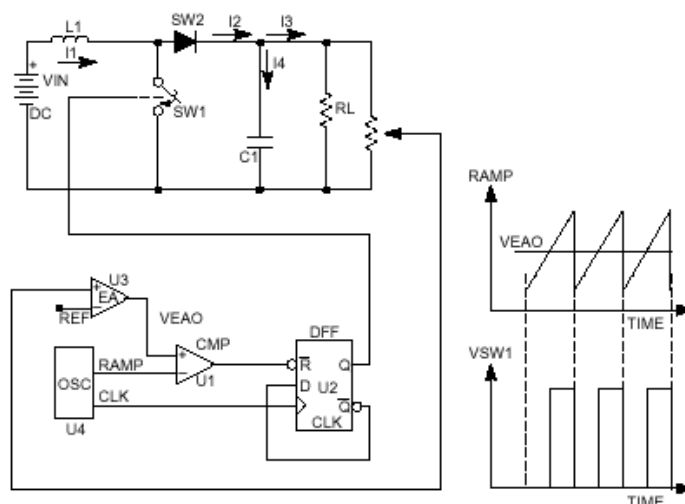 L1
I1
SW2
I2
I3
I4
+
VIN
DC
SW1
C1
RL
U3
+
EA
−
REF
VEAO
OSC
U4
RAMP
CLK
CMP
+
−
U1
DFF
R
Q
D
U2
Q
CLK
RAMP
VEAO
TIME
VSW1
TIME